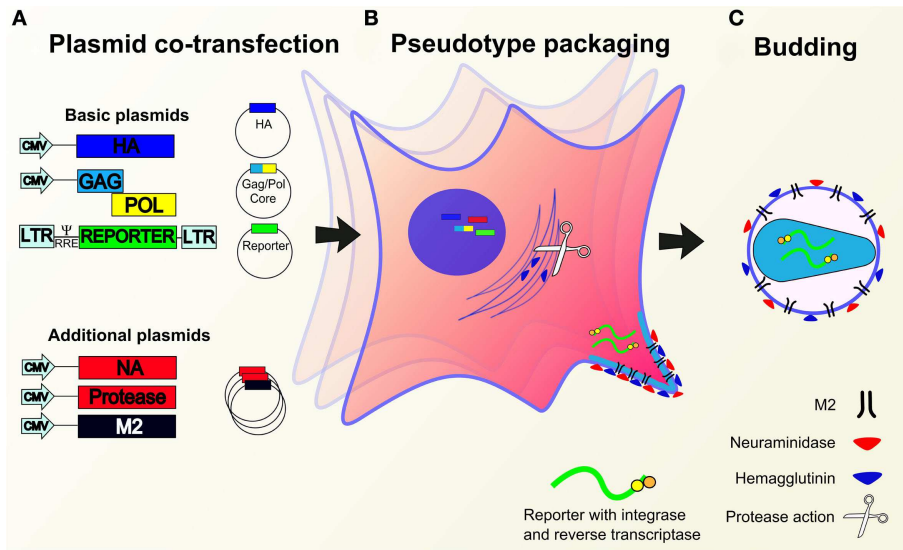 A
Plasmid co-transfection
Basic plasmids
CMV
HA
HA
CMV
GAG
POL
Gag/Pol
Core
LTR
Ψ
RRE
REPORTER
LTR
Reporter
Additional plasmids
CMV
NA
CMV
Protease
CMV
M2
B
Pseudotype packaging
Reporter with integrase
and reverse transcriptase
C
Budding
M2
Neuraminidase
Hemagglutinin
Protease action